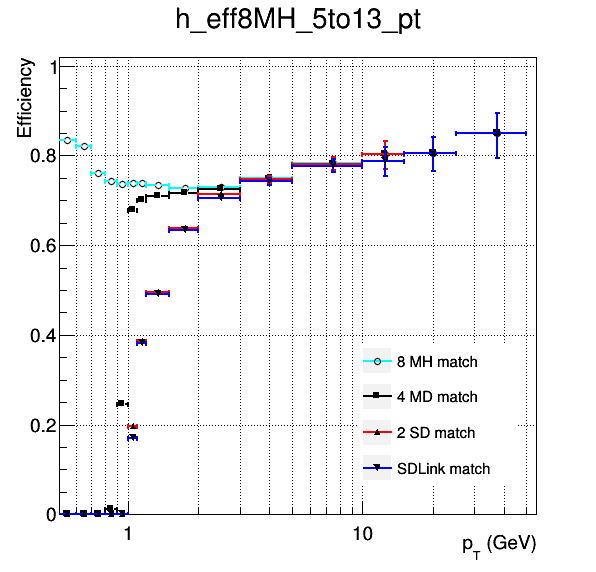 h_eff8MH_5to13_pt
Efficiency
1
0.8
0.6
0.4
0.2
0
8 MH match
4 MD match
2 SD match
SDLink match
1
10
p_T (GeV)